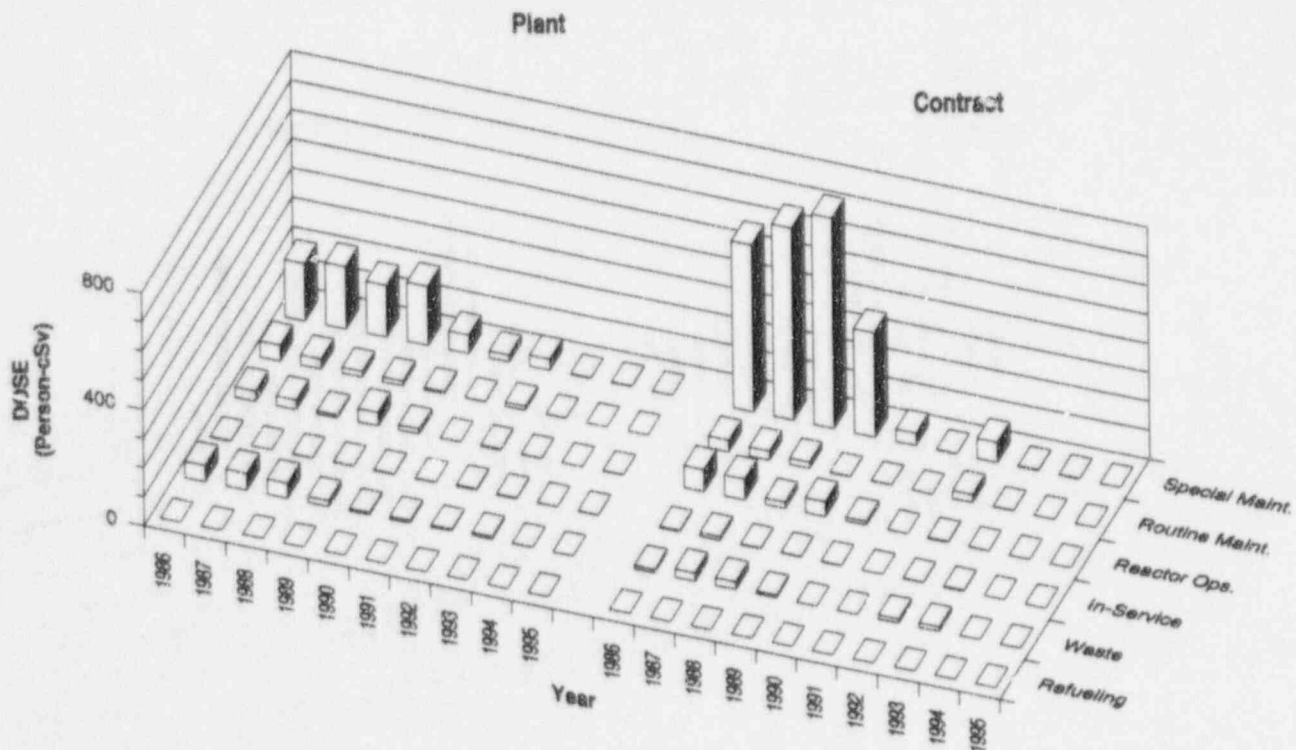 Plant
Contract
800
400
0
DOSE
(Person-cSv)
1986
1987
1988
1989
1990
1991
1992
1993
1994
1995
1986
1987
1988
1989
1990
1991
1992
1993
1994
1995
Year
Special Maint.
Routine Maint.
Reactor Ops.
In-Service
Waste
Refueling